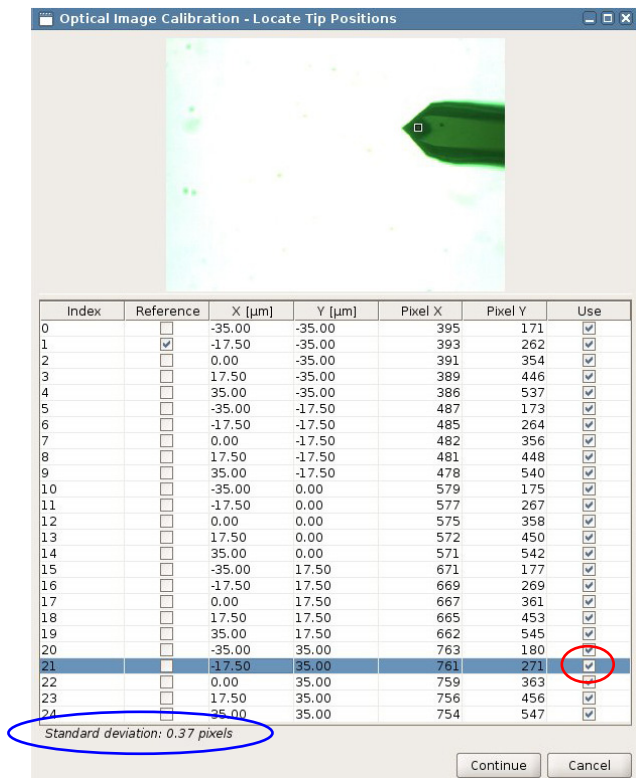 Optical Image Calibration - Locate Tip Positions
Index Reference X [µm] Y [µm] Pixel X Pixel Y Use
0 -35.00 -35.00 395 171
1 -17.50 -35.00 393 262
2 0.00 -35.00 391 354
3 17.50 -35.00 389 446
4 35.00 -35.00 386 537
5 -35.00 -17.50 487 173
6 -17.50 -17.50 485 264
7 0.00 -17.50 482 356
8 17.50 -17.50 481 448
9 35.00 -17.50 478 540
10 -35.00 0.00 579 175
11 -17.50 0.00 577 267
12 0.00 0.00 575 358
13 17.50 0.00 572 450
14 35.00 0.00 571 542
15 -35.00 17.50 671 177
16 -17.50 17.50 669 269
17 0.00 17.50 667 361
18 17.50 17.50 665 453
19 35.00 17.50 662 545
20 -35.00 35.00 763 180
21 -17.50 35.00 761 271
22 0.00 35.00 759 363
23 17.50 35.00 756 456
24 35.00 35.00 754 547
Standard deviation: 0.37 pixels
Continue Cancel